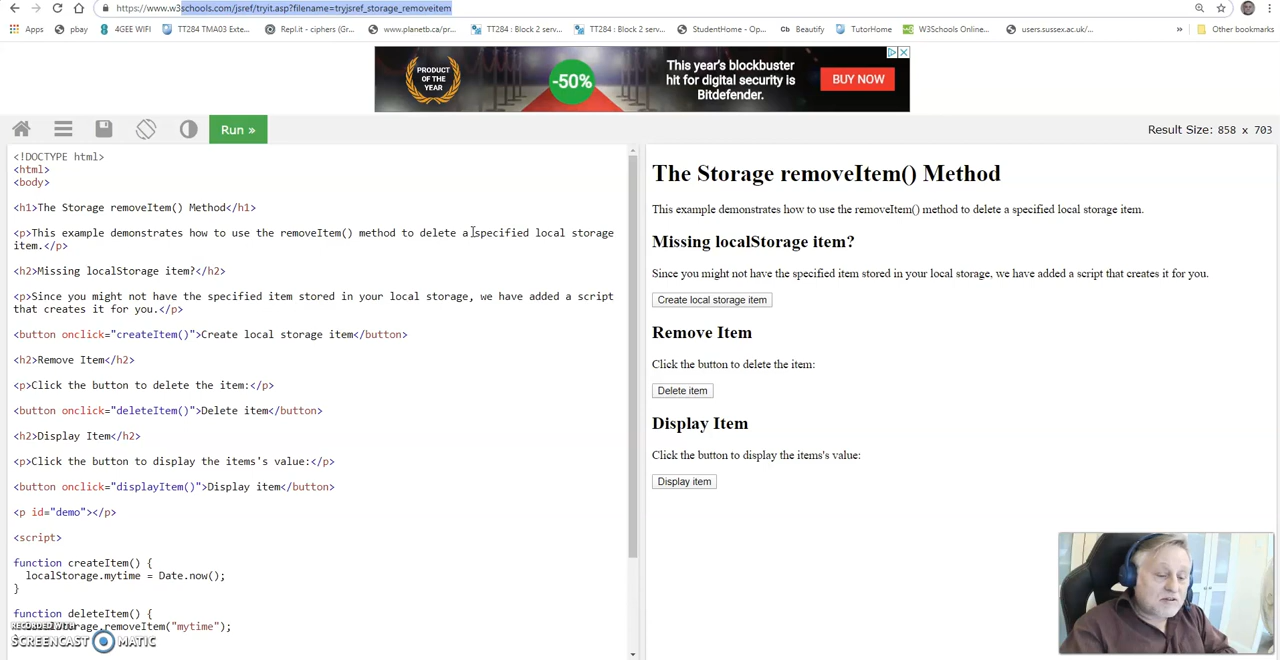 https://www.w3schools.com/jsref/tryit.asp?filename=tryjsref_storage_removeitem
Apps pbay 4GEE WIFI TT284 TMA03 Exte... Repl.it - ciphers (Gr... www.planetb.ca/pr... TT284 : Block 2 serv... TT284 : Block 2 serv... StudentHome - Op... Cb Beautify TutorHome W3Schools Online... users.sussex.ac.uk/... » Other bookmarks
PRODUCT
OF THE
YEAR
-50%
This year's blockbuster
hit for digital security is
Bitdefender.
BUY NOW
Run »
Result Size: 858 x 703
<!DOCTYPE html>
<html>
<body>
<h1>The Storage removeItem() Method</h1>
<p>This example demonstrates how to use the removeItem() method to delete a specified local storage
item.</p>
<h2>Missing localStorage item?</h2>
<p>Since you might not have the specified item stored in your local storage, we have added a script
that creates it for you.</p>
<button onclick="createItem()">Create local storage item</button>
<h2>Remove Item</h2>
<p>Click the button to delete the item:</p>
<button onclick="deleteItem()">Delete item</button>
<h2>Display Item</h2>
<p>Click the button to display the items's value:</p>
<button onclick="displayItem()">Display item</button>
<p id="demo"></p>
<script>
function createItem() {
localStorage.mytime = Date.now();
}
function deleteItem() {
.removeItem("mytime");
RECORDED WITH
SCREENCAST MATIC
The Storage removeItem() Method
This example demonstrates how to use the removeItem() method to delete a specified local storage item.
Missing localStorage item?
Since you might not have the specified item stored in your local storage, we have added a script that creates it for you.
Create local storage item
Remove Item
Click the button to delete the item:
Delete item
Display Item
Click the button to display the items's value:
Display item